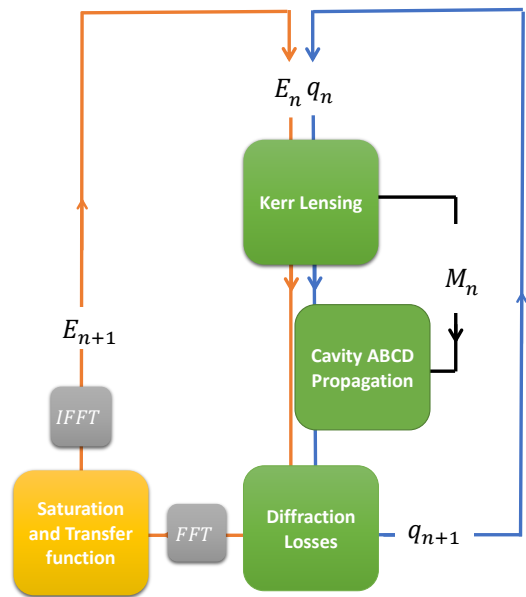 E_n q_n
Kerr Lensing
M_n
Cavity ABCD
Propagation
E_{n+1}
IFFT
Saturation
and Transfer
function
FFT
Diffraction
Losses
q_{n+1}